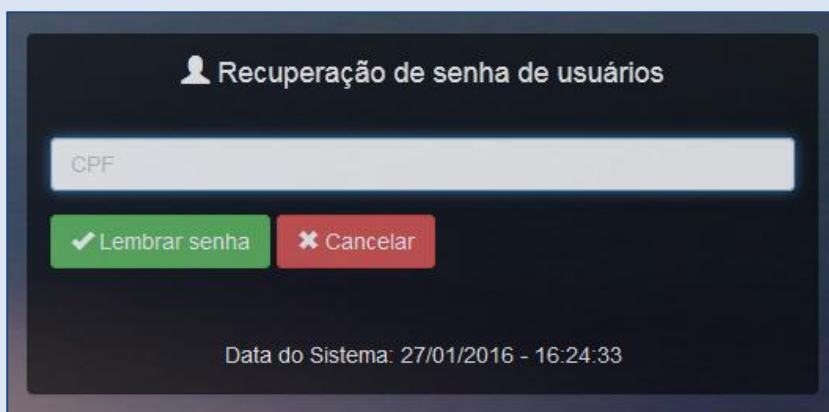 Recuperação de senha de usuários
CPF
Lembrar senha
Cancelar
Data do Sistema: 27/01/2016 - 16:24:33